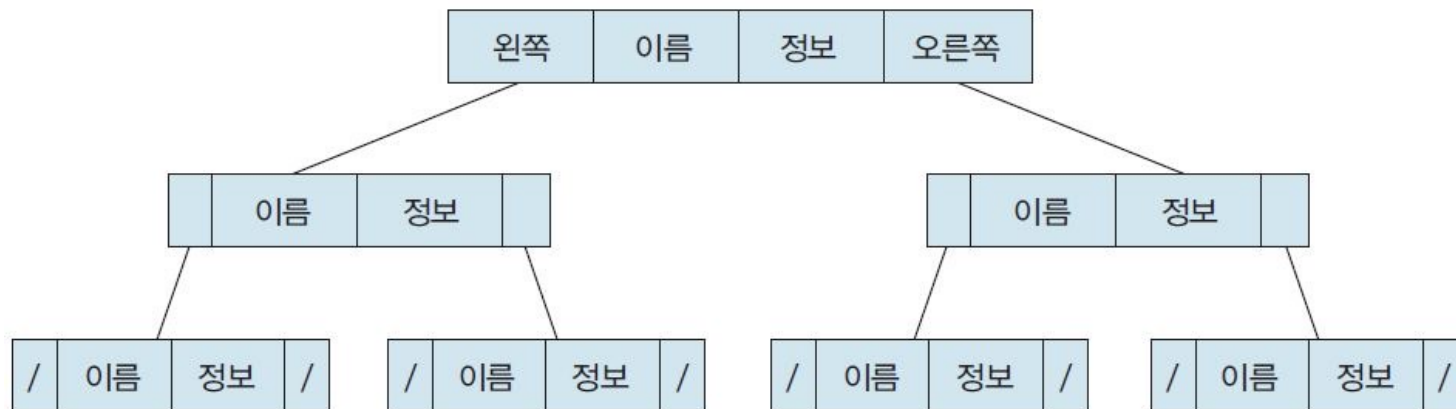 왼쪽 이름 정보 오른쪽
이름 정보 이름 정보
/ 이름 정보 / / 이름 정보 / / 이름 정보 / / 이름 정보 /